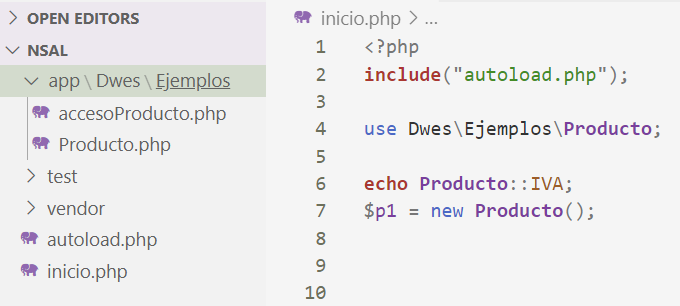 OPEN EDITORS
NSAL
app \ Dwes \ Ejemplos
accesoProducto.php
Producto.php
test
vendor
autoload.php
inicio.php
inicio.php > ...
1 <?php
2 include("autoload.php");
3
4 use Dwes\Ejemplos\Producto;
5
6 echo Producto::IVA;
7 $p1 = new Producto();
8
9
10